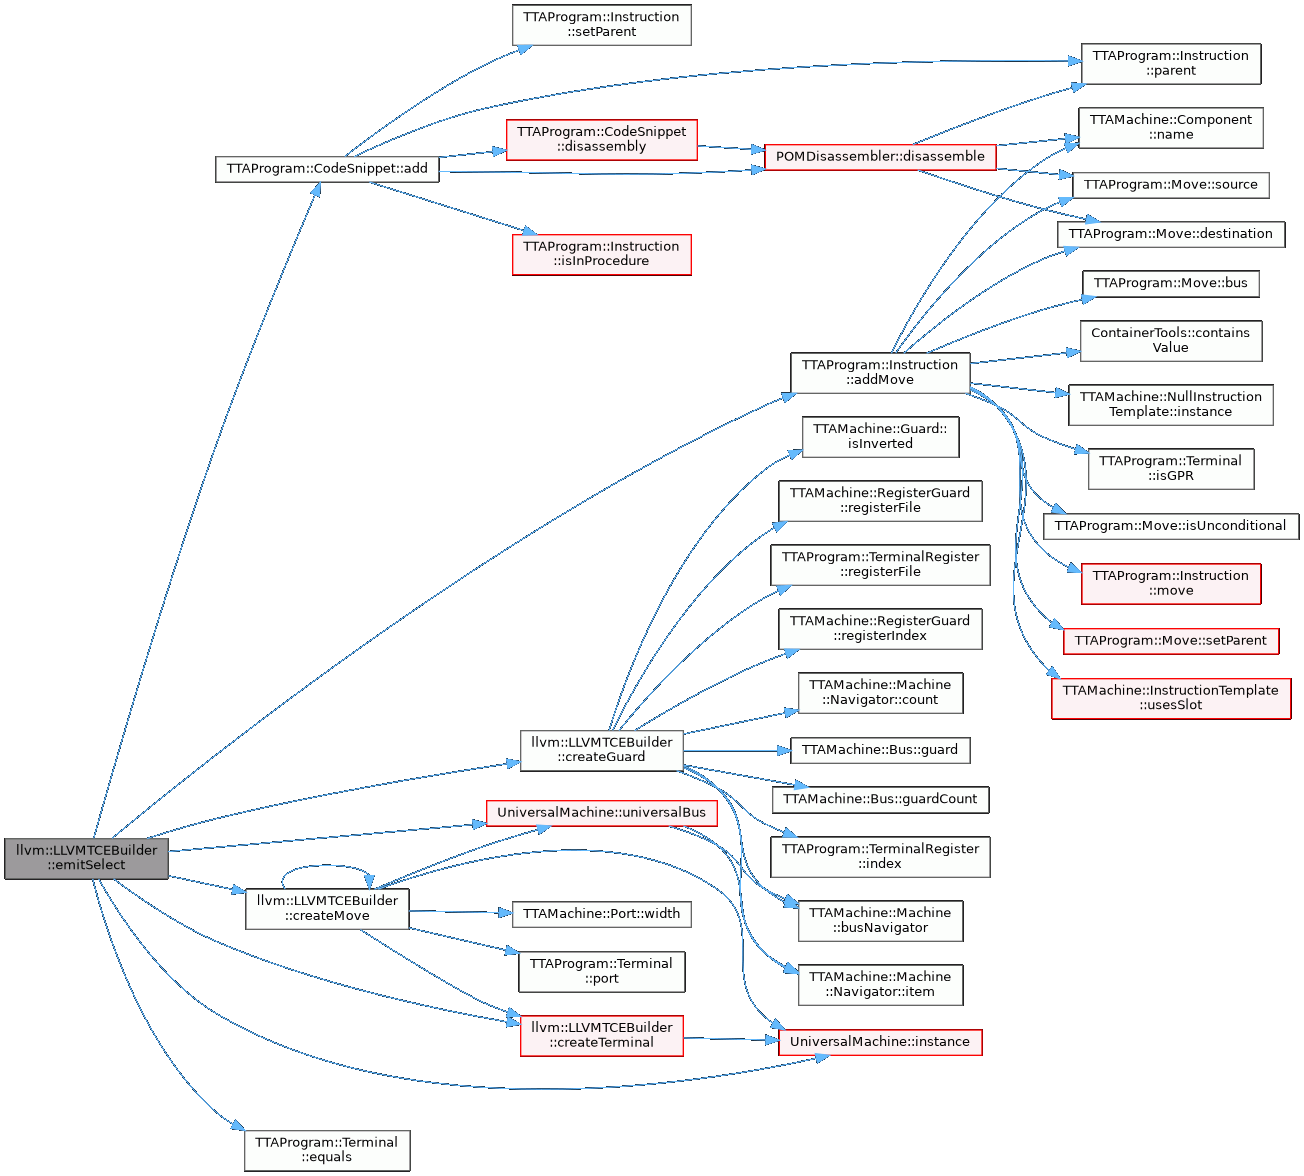 TTAProgram::Instruction
::setParent
TTAProgram::Instruction
::parent
TTAMachine::Component
::name
TTAProgram::CodeSnippet
::disassembly
POMDisassembler::disassemble
TTAProgram::CodeSnippet::add
TTAProgram::Move::source
TTAProgram::Move::destination
TTAProgram::Instruction
::isInProcedure
TTAProgram::Move::bus
ContainerTools::contains
Value
TTAProgram::Instruction
::addMove
TTAMachine::NullInstruction
Template::instance
TTAMachine::Guard::
isInverted
TTAProgram::Terminal
::isGPR
TTAMachine::RegisterGuard
::registerFile
TTAProgram::Move::isUnconditional
TTAProgram::TerminalRegister
::registerFile
TTAProgram::Instruction
::move
TTAMachine::RegisterGuard
::registerIndex
TTAProgram::Move::setParent
TTAMachine::Machine
::Navigator::count
TTAMachine::InstructionTemplate
::usesSlot
llvm::LLVMTCEBuilder
::createGuard
TTAMachine::Bus::guard
TTAMachine::Bus::guardCount
UniversalMachine::universalBus
llvm::LLVMTCEBuilder
::emitSelect
TTAProgram::TerminalRegister
::index
llvm::LLVMTCEBuilder
::createMove
TTAMachine::Port::width
TTAMachine::Machine
::busNavigator
TTAProgram::Terminal
::port
TTAMachine::Machine
::Navigator::item
llvm::LLVMTCEBuilder
::createTerminal
UniversalMachine::instance
TTAProgram::Terminal
::equals